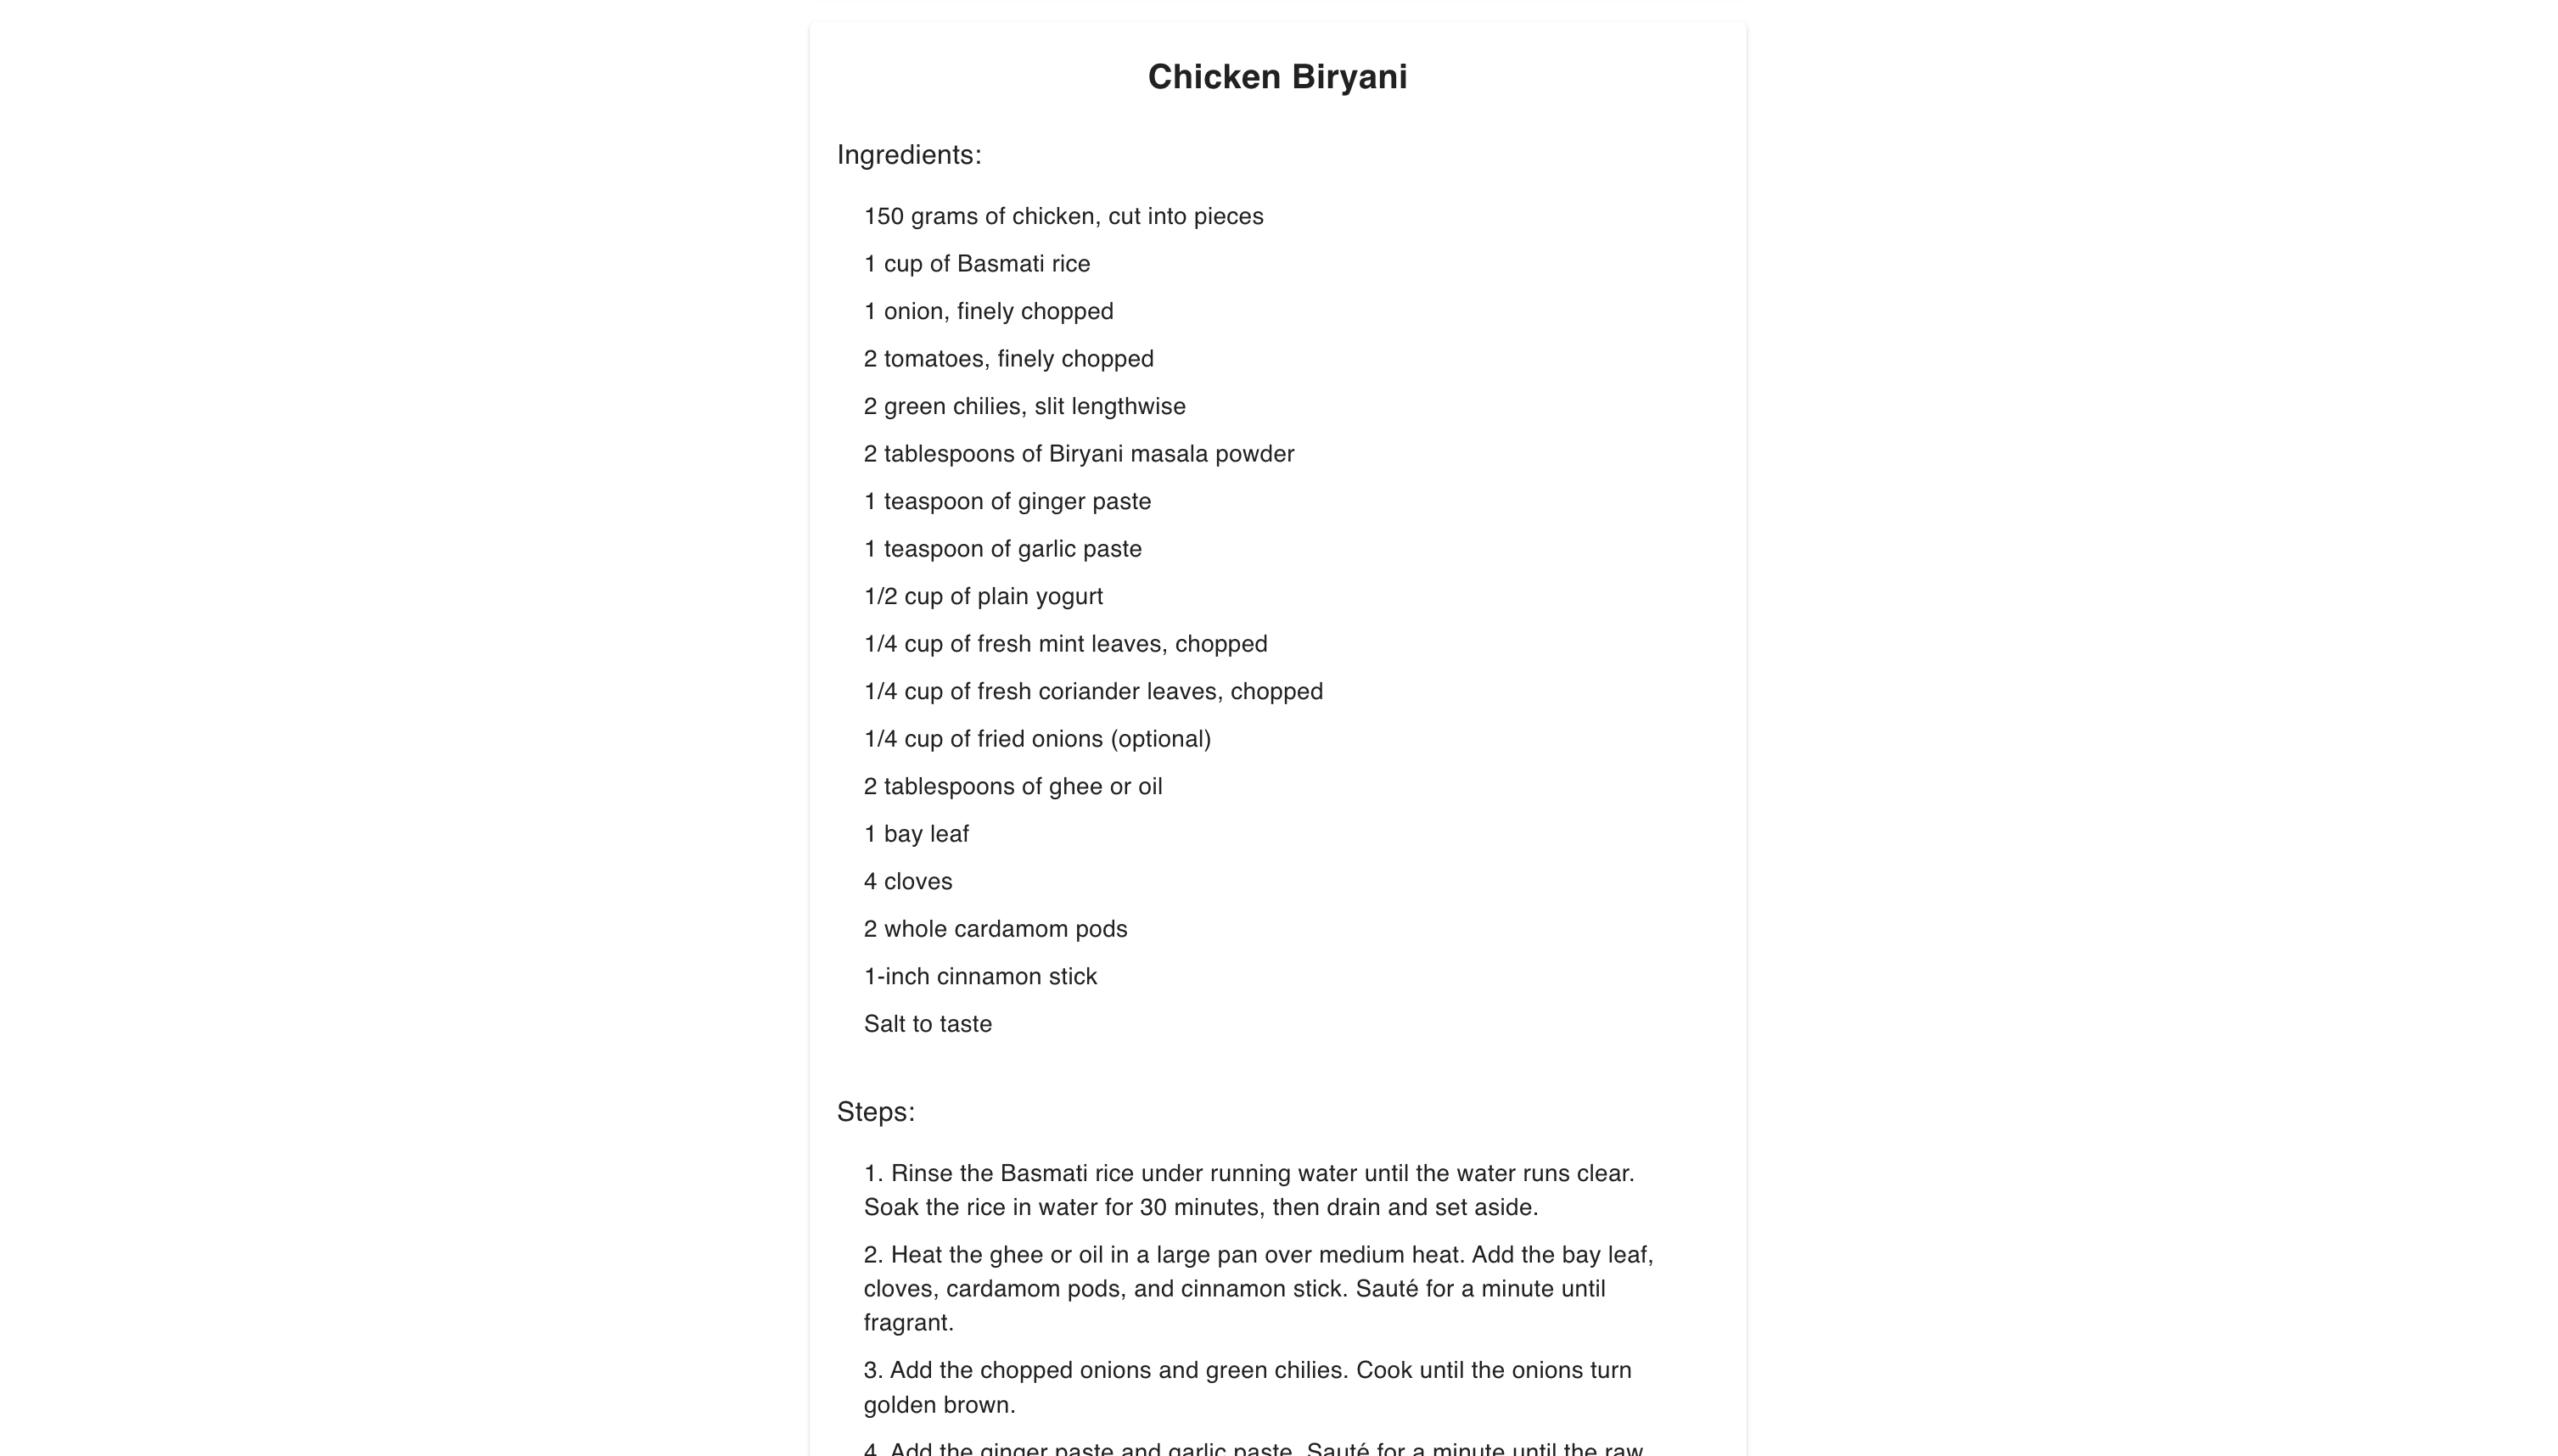 Chicken Biryani
Ingredients:
150 grams of chicken, cut into pieces
1 cup of Basmati rice
1 onion, finely chopped
2 tomatoes, finely chopped
2 green chilies, slit lengthwise
2 tablespoons of Biryani masala powder
1 teaspoon of ginger paste
1 teaspoon of garlic paste
1/2 cup of plain yogurt
1/4 cup of fresh mint leaves, chopped
1/4 cup of fresh coriander leaves, chopped
1/4 cup of fried onions (optional)
2 tablespoons of ghee or oil
1 bay leaf
4 cloves
2 whole cardamom pods
1-inch cinnamon stick
Salt to taste
Steps:
1. Rinse the Basmati rice under running water until the water runs clear.
Soak the rice in water for 30 minutes, then drain and set aside.
2. Heat the ghee or oil in a large pan over medium heat. Add the bay leaf,
cloves, cardamom pods, and cinnamon stick. Sauté for a minute until
fragrant.
3. Add the chopped onions and green chilies. Cook until the onions turn
golden brown.
4. Add the ginger paste and garlic paste. Sauté for a minute until the raw